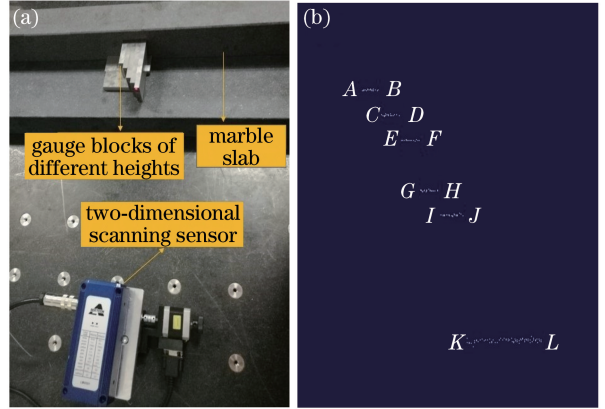 (a)
gauge blocks of
different heights
marble
slab
two-dimensional
scanning sensor
(b)
A B
C D
E F
G H
I J
K L